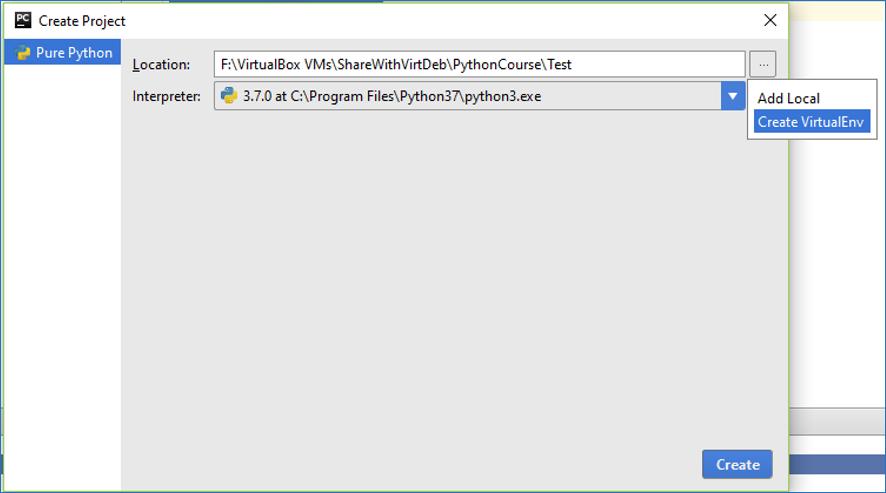 PC Create Project
Pure Python
Location: F:\VirtualBox VMs\ShareWithVirtDeb\PythonCourse\Test ...
Interpreter: 3.7.0 at C:\Program Files\Python37\python3.exe
Add Local
Create VirtualEnv
Create